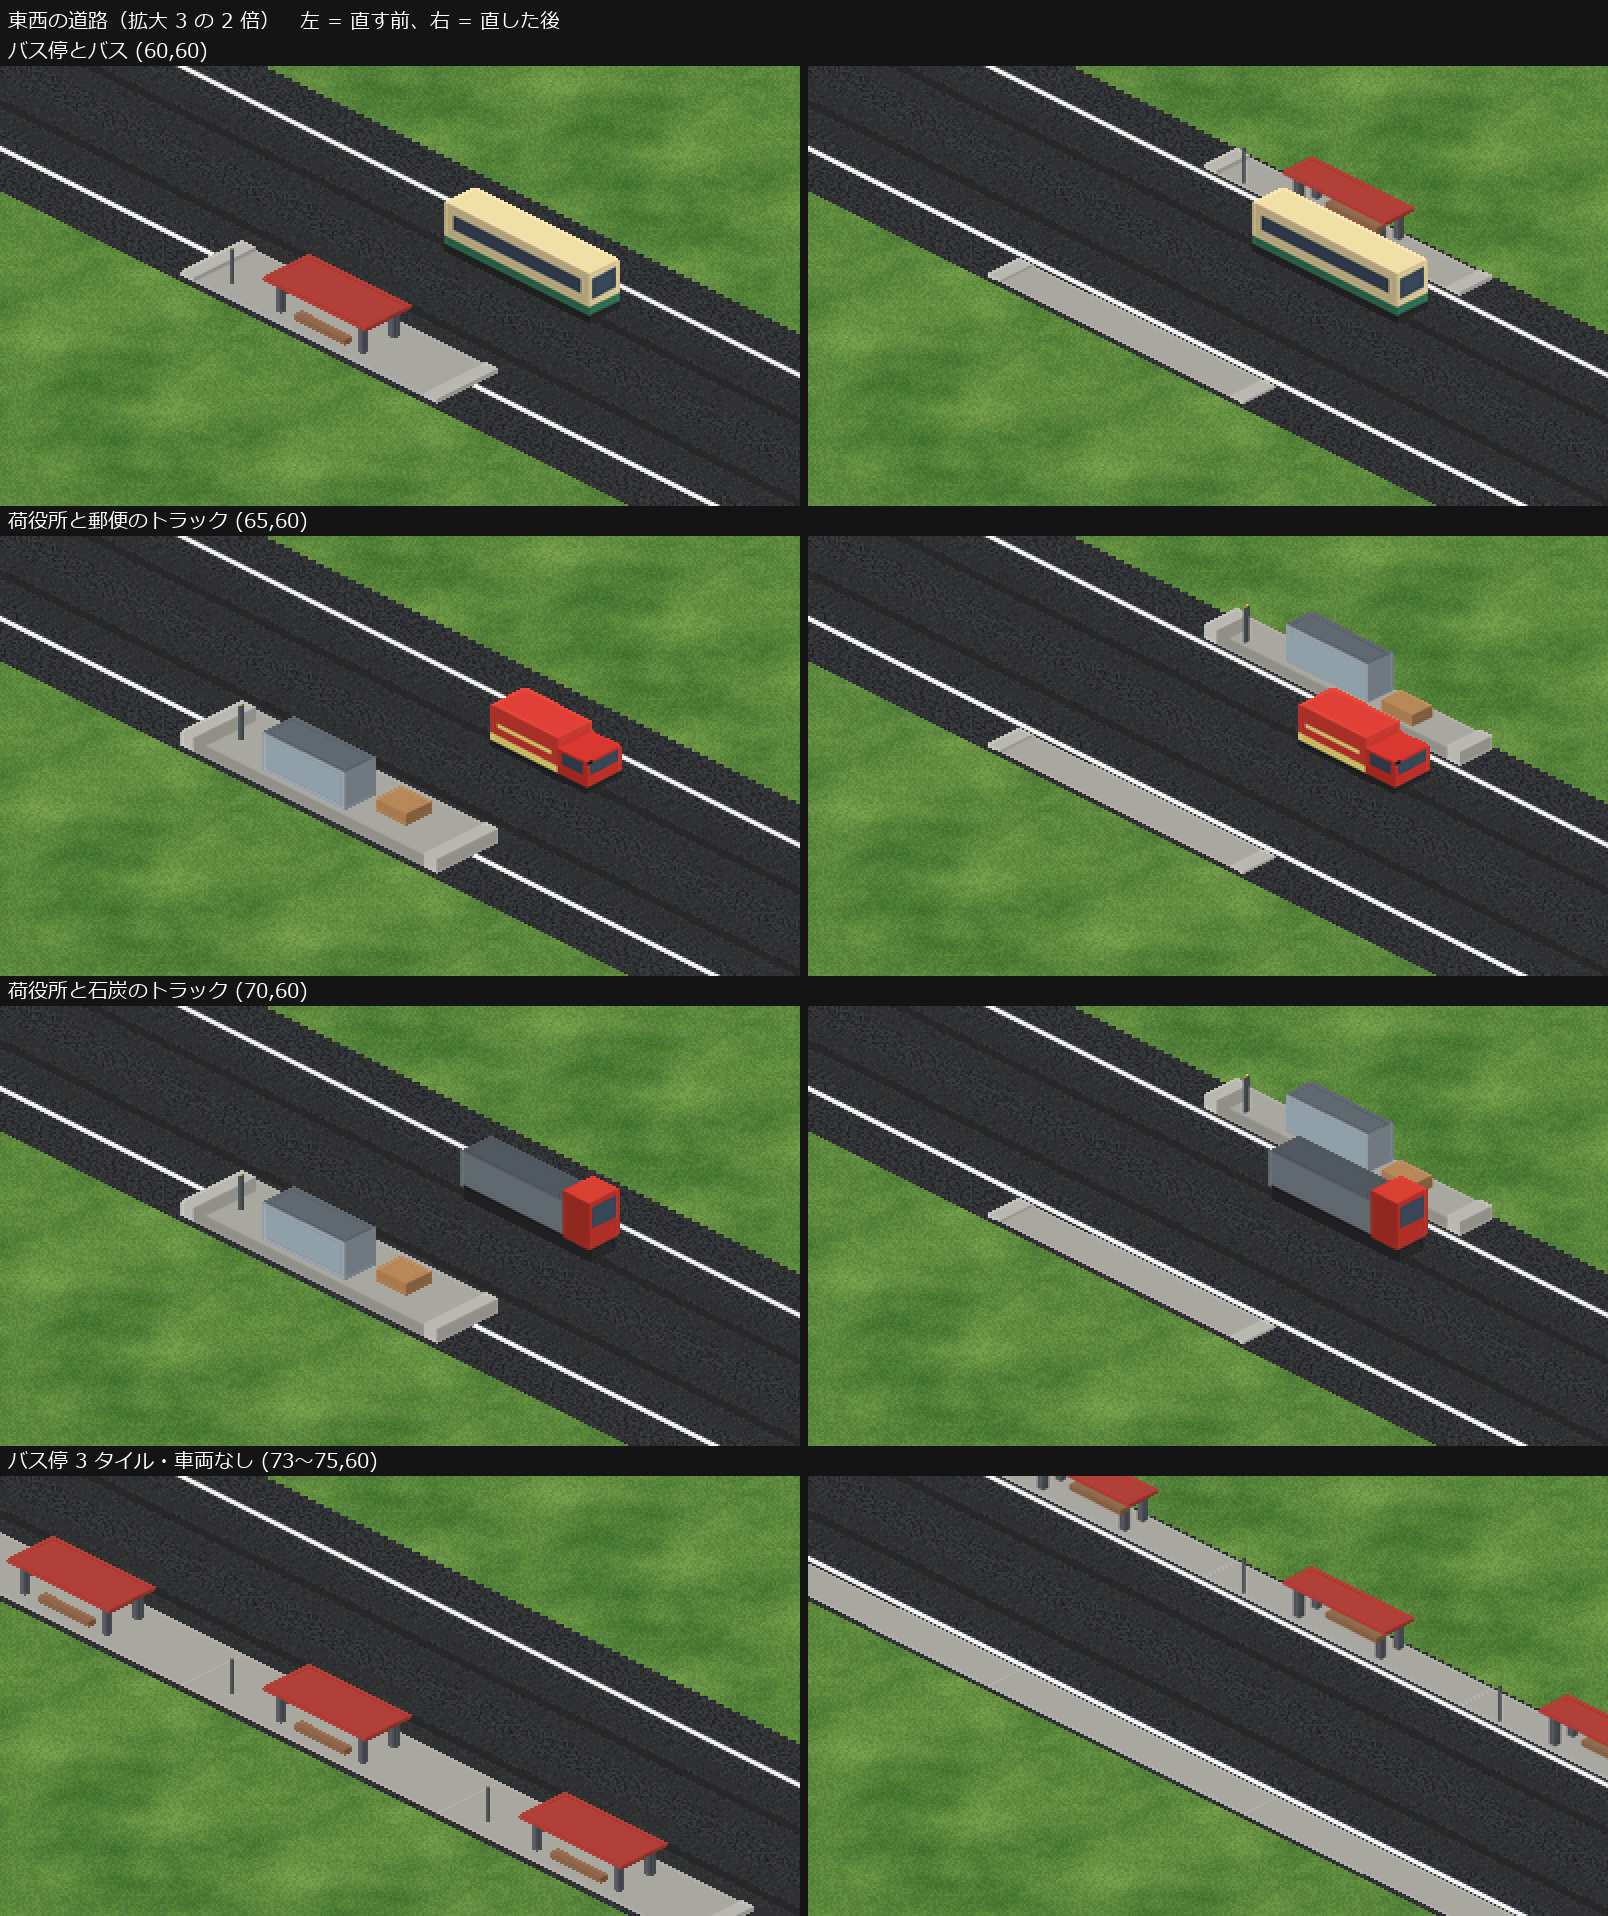 東西の道路（拡大 3 の 2 倍）　左 = 直す前、右 = 直した後
バス停とバス (60,60)
荷役所と郵便のトラック (65,60)
荷役所と石炭のトラック (70,60)
バス停 3 タイル・車両なし (73～75,60)